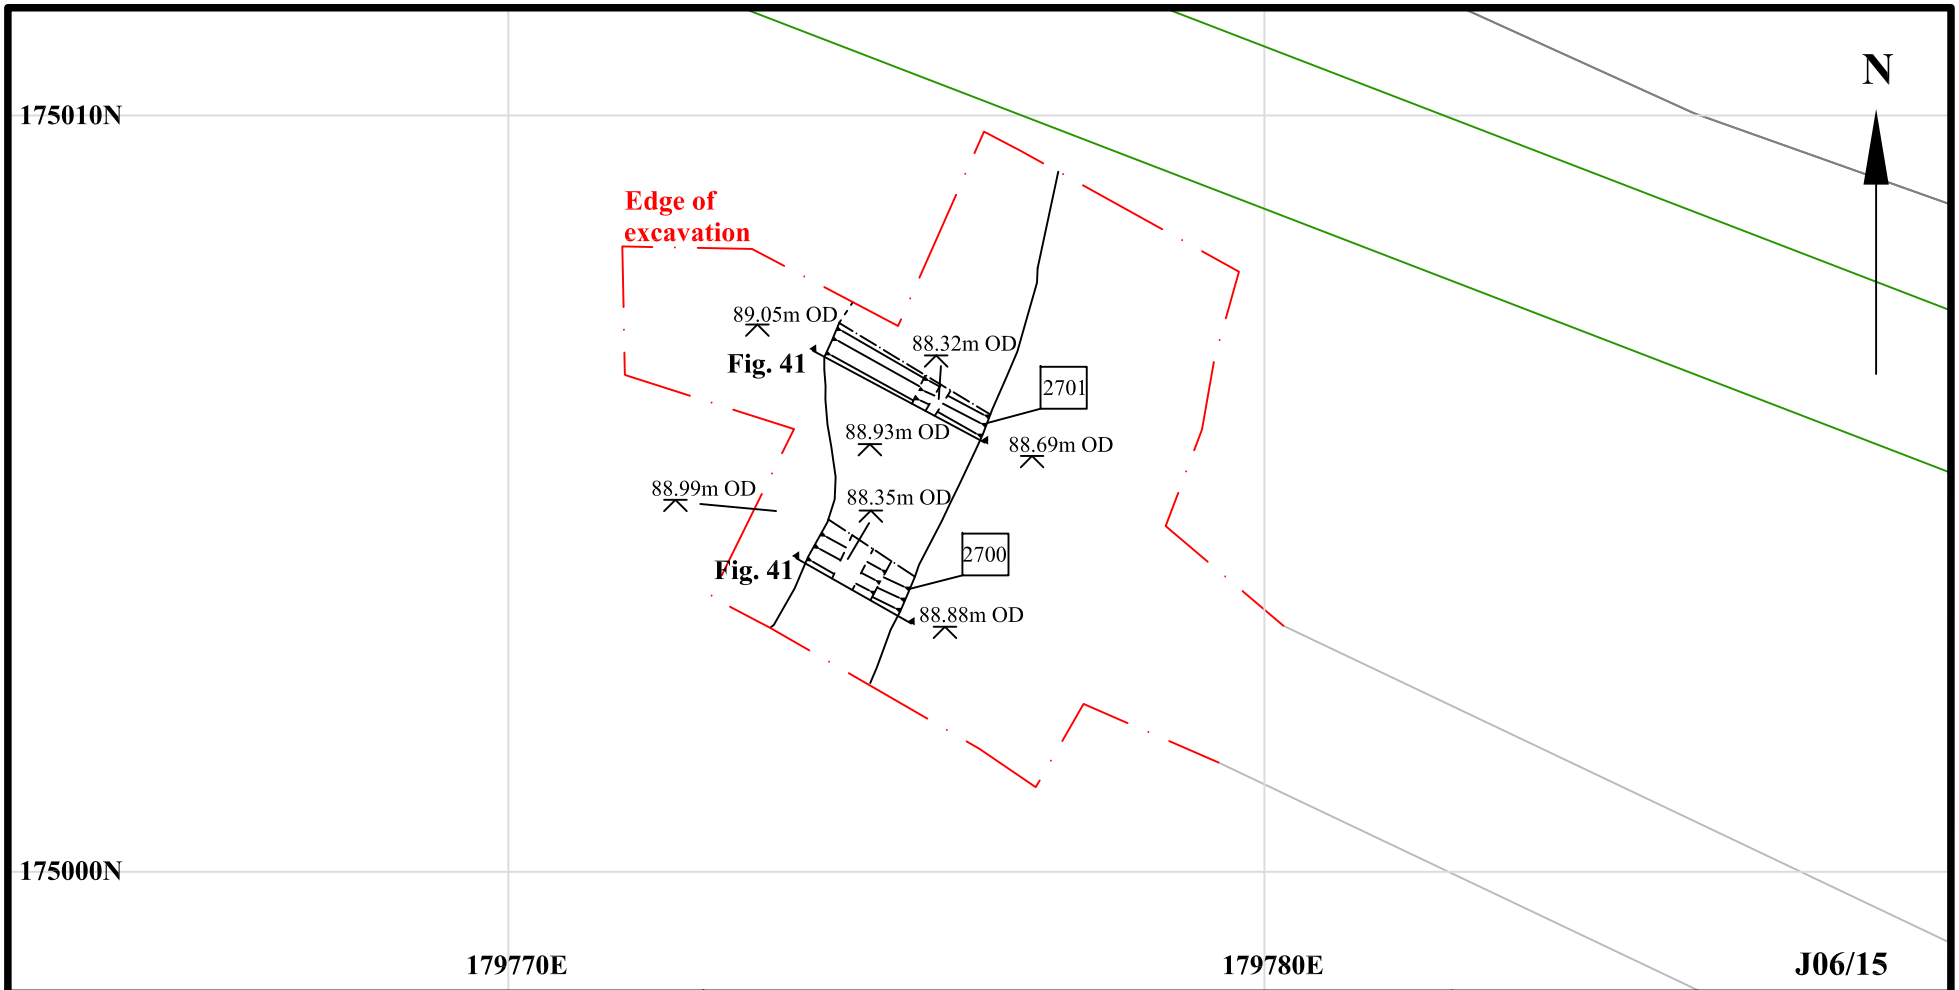 N
175010N
Edge of
excavation
89.05m OD
88.32m OD
Fig. 41
2701
88.93m OD
88.69m OD
88.99m OD
88.35m OD
2700
Fig. 41
88.88m OD
175000N
179770E
179780E
J06/15